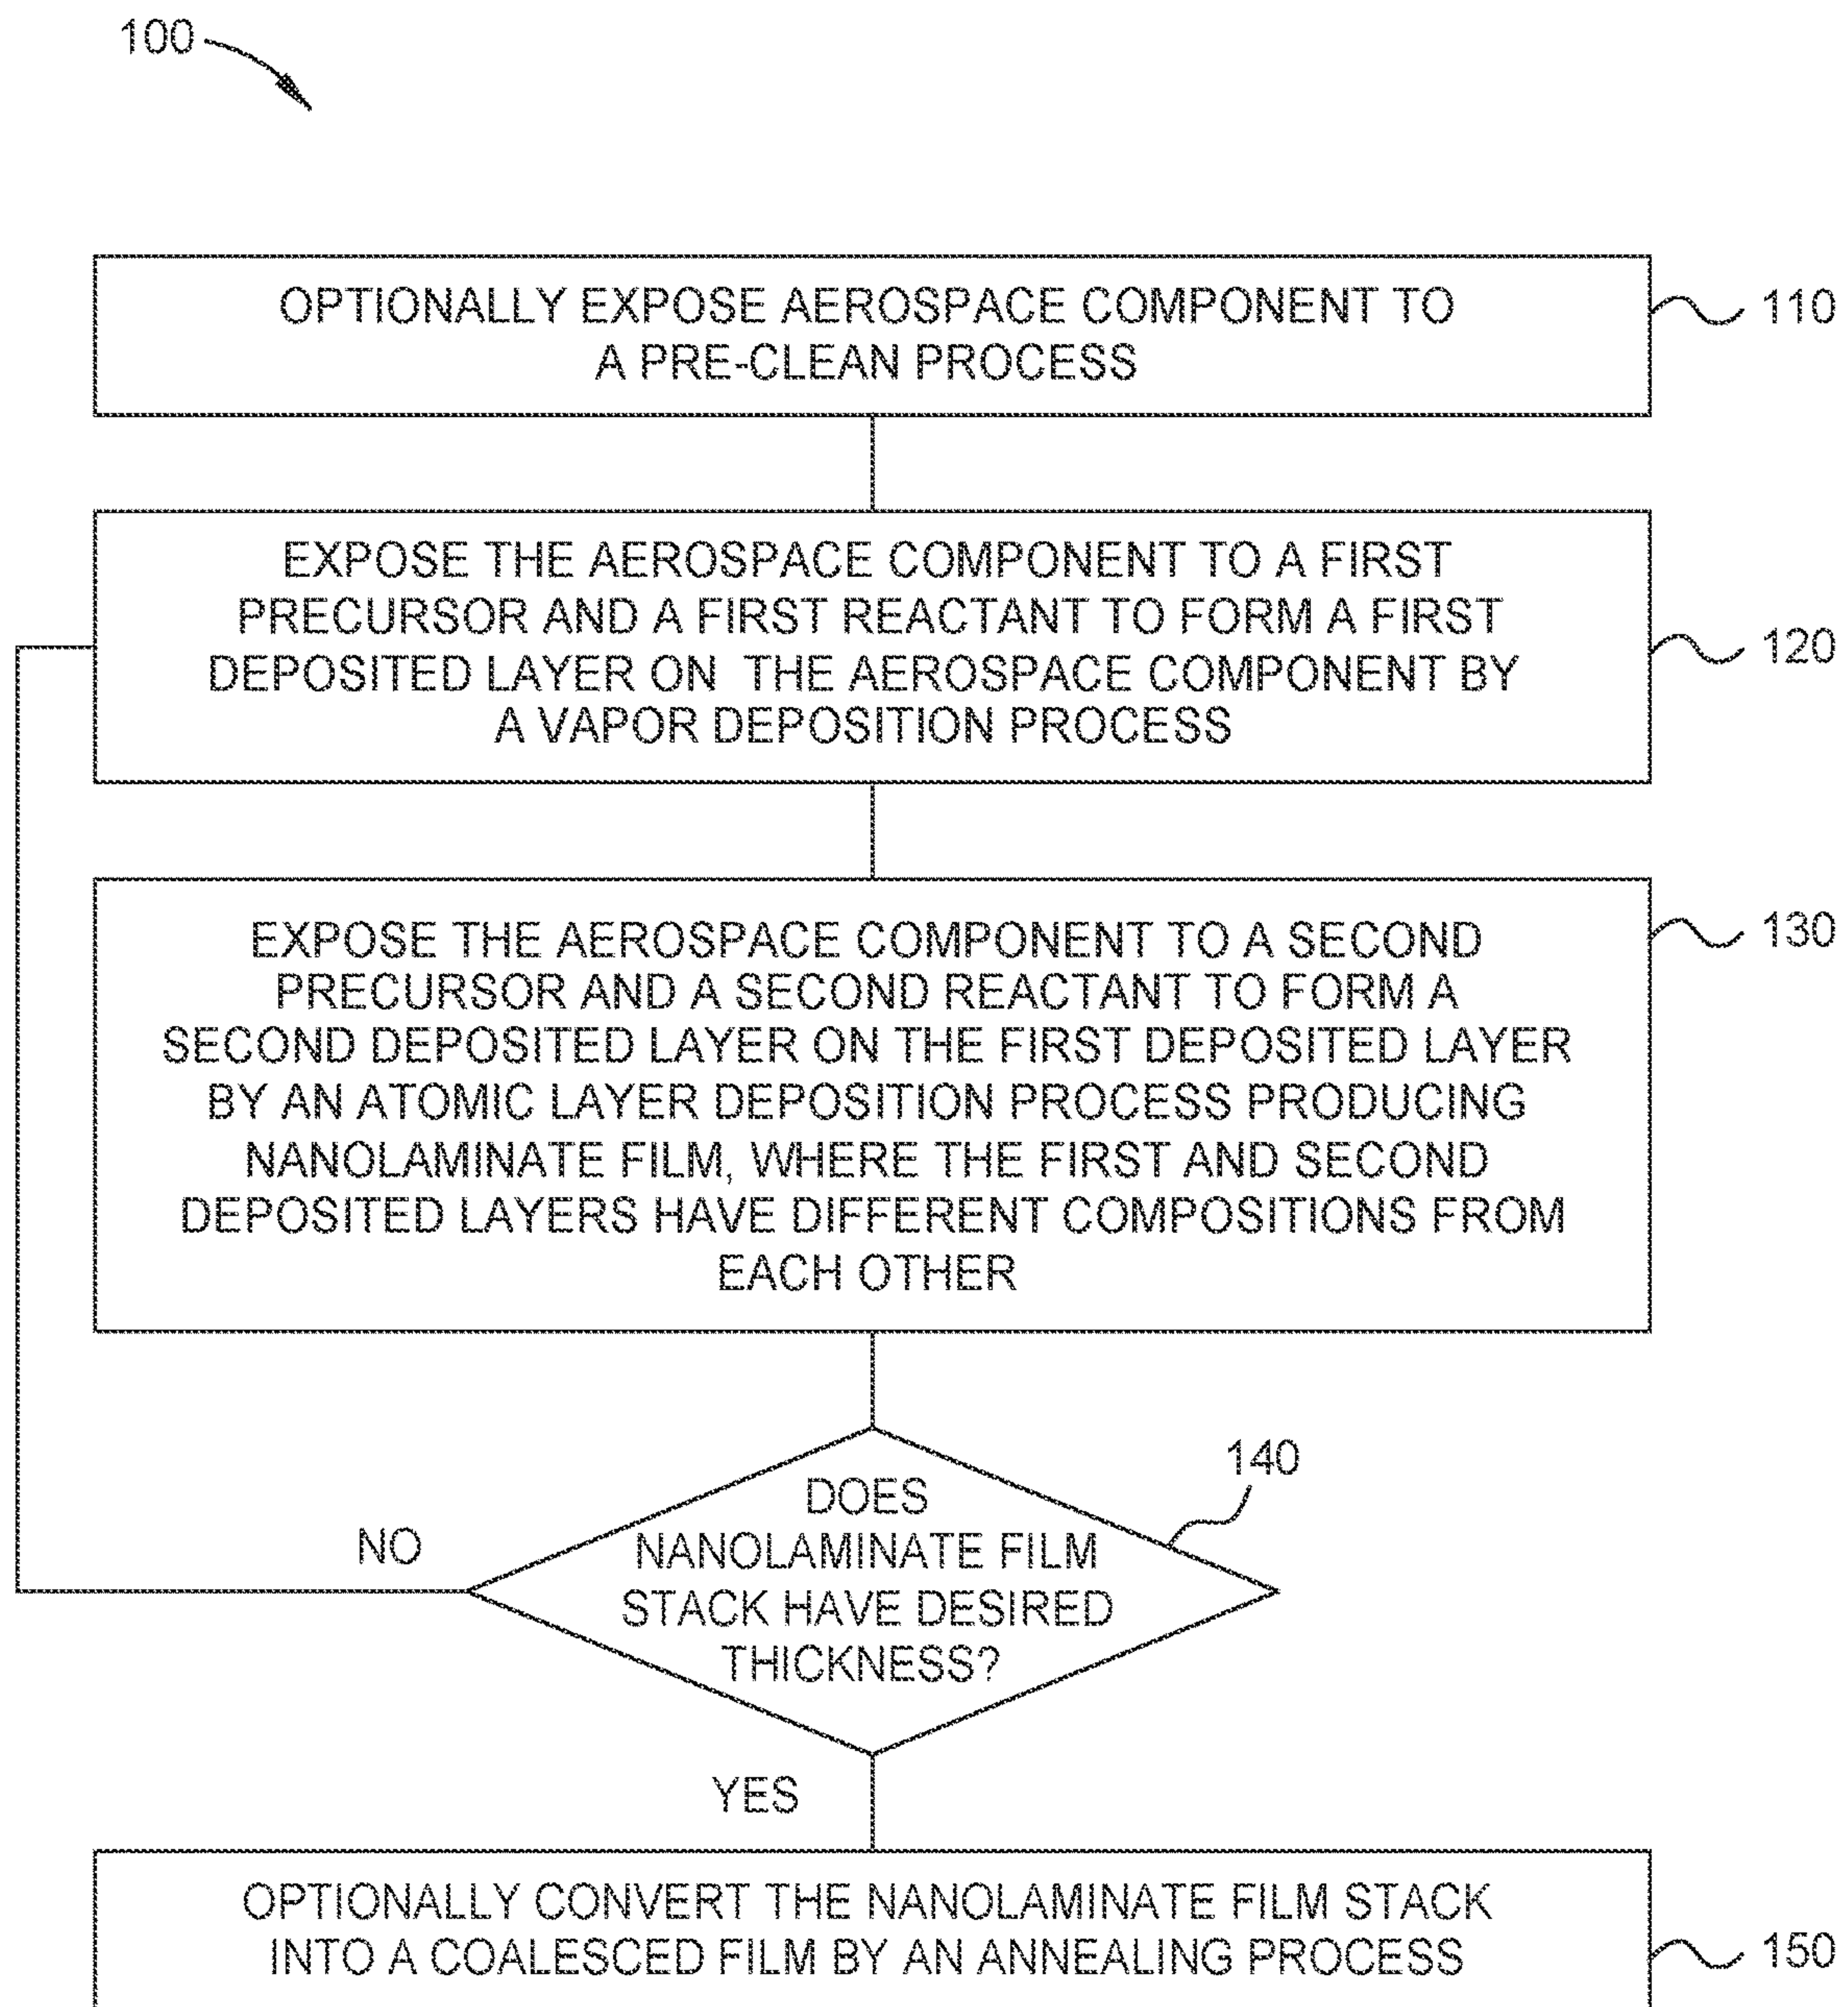 100
OPTIONALLY EXPOSE AEROSPACE COMPONENT TO
A PRE-CLEAN PROCESS
110
EXPOSE THE AEROSPACE COMPONENT TO A FIRST
PRECURSOR AND A FIRST REACTANT TO FORM A FIRST
DEPOSITED LAYER ON THE AEROSPACE COMPONENT BY
A VAPOR DEPOSITION PROCESS
120
EXPOSE THE AEROSPACE COMPONENT TO A SECOND
PRECURSOR AND A SECOND REACTANT TO FORM A
SECOND DEPOSITED LAYER ON THE FIRST DEPOSITED LAYER
BY AN ATOMIC LAYER DEPOSITION PROCESS PRODUCING
NANOLAMINATE FILM, WHERE THE FIRST AND SECOND
DEPOSITED LAYERS HAVE DIFFERENT COMPOSITIONS FROM
EACH OTHER
130
DOES
NANOLAMINATE FILM
STACK HAVE DESIRED
THICKNESS?
140
NO
YES
OPTIONALLY CONVERT THE NANOLAMINATE FILM STACK
INTO A COALESCED FILM BY AN ANNEALING PROCESS
150